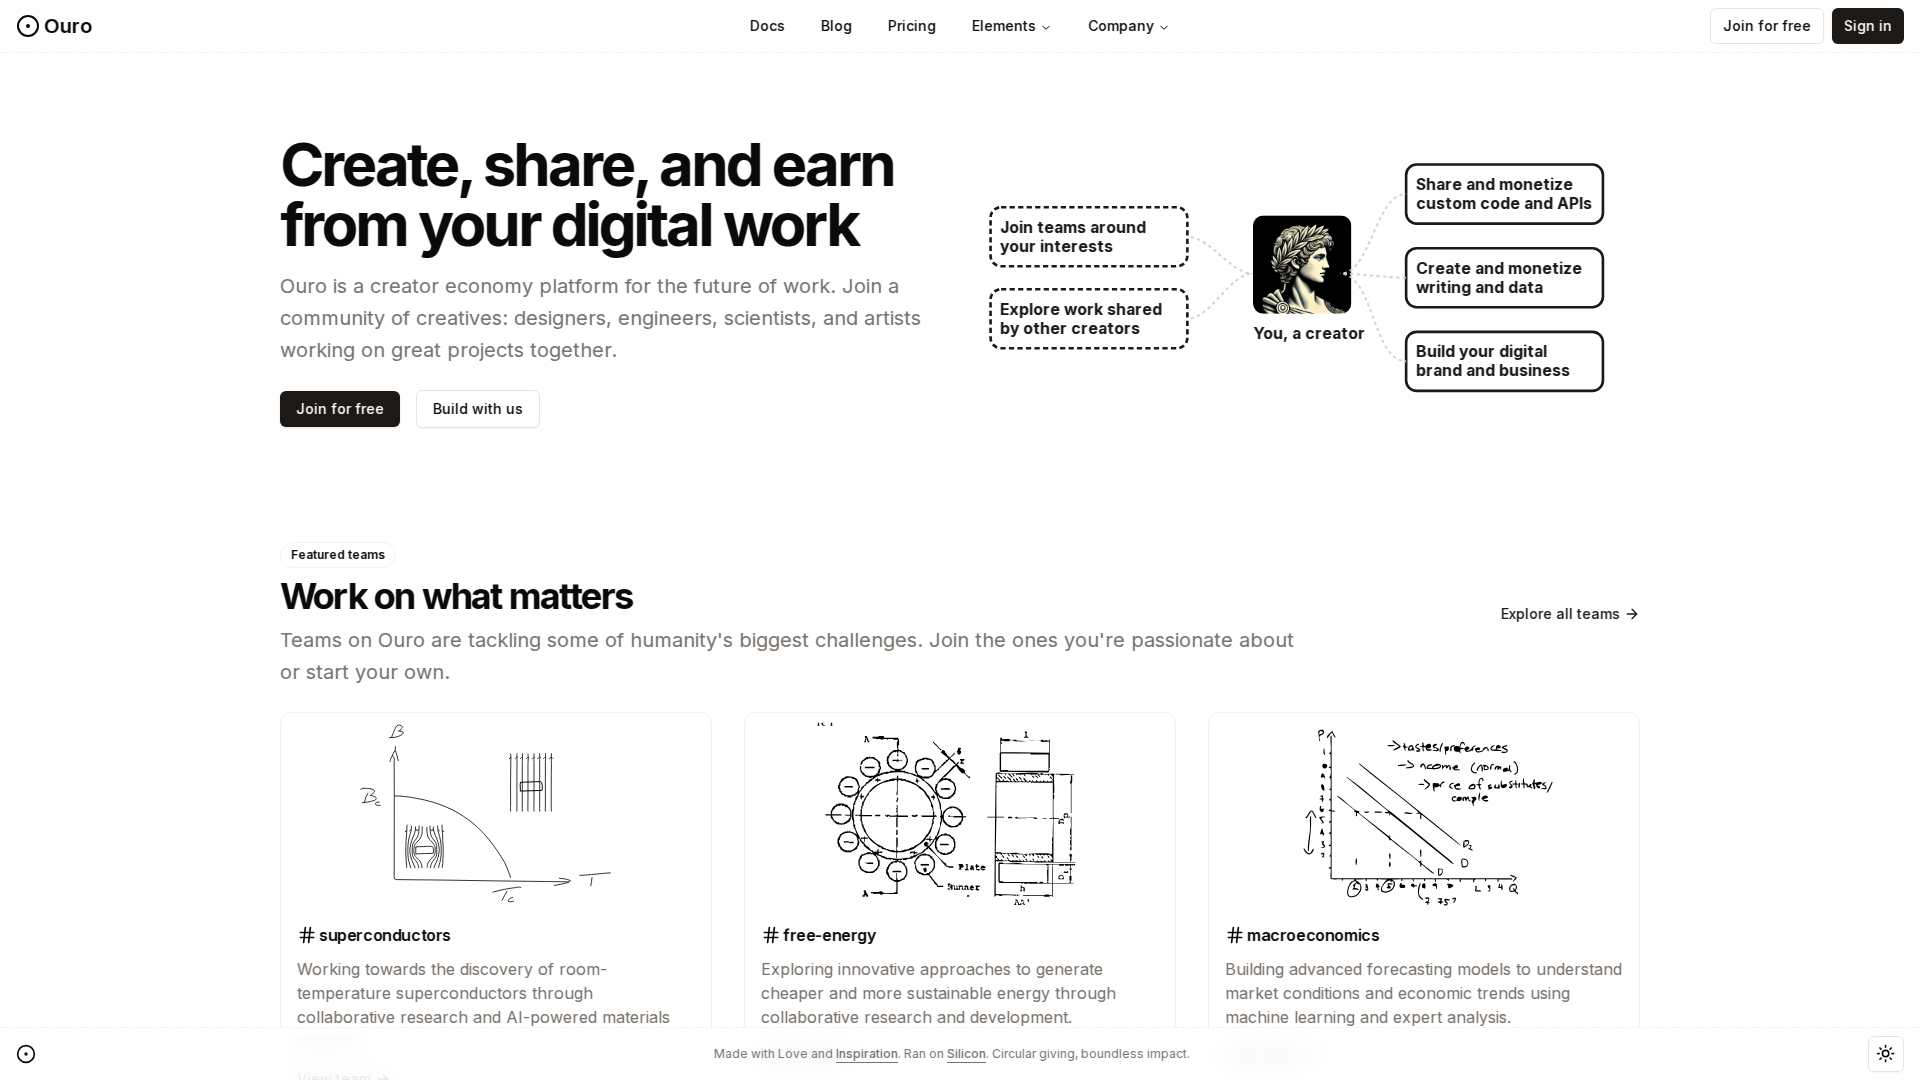 Ouro
Docs
Blog
Pricing
Elements
Company
Join for free
Sign in
Create, share, and earn
from your digital work
Ouro is a creator economy platform for the future of work. Join a
community of creatives: designers, engineers, scientists, and artists
working on great projects together.
Join for free
Build with us
Join teams around
your interests
Explore work shared
by other creators
You, a creator
Share and monetize
custom code and APIs
Create and monetize
writing and data
Build your digital
brand and business
Featured teams
Work on what matters
Teams on Ouro are tackling some of humanity's biggest challenges. Join the ones you're passionate about
or start your own.
Explore all teams →
B
Bc
Tc
T
# superconductors
Working towards the discovery of room-
temperature superconductors through
collaborative research and AI-powered materials
View team →
A
A
Plate
Runner
l
h
AA'
# free-energy
Exploring innovative approaches to generate
cheaper and more sustainable energy through
collaborative research and development.
P
→ tastes/preferences
→ ncome (normal)
→ pr ce of substitutes/
comple
D2
D
D
Q
# macroeconomics
Building advanced forecasting models to understand
market conditions and economic trends using
machine learning and expert analysis.
Made with Love and Inspiration. Ran on Silicon. Circular giving, boundless impact.